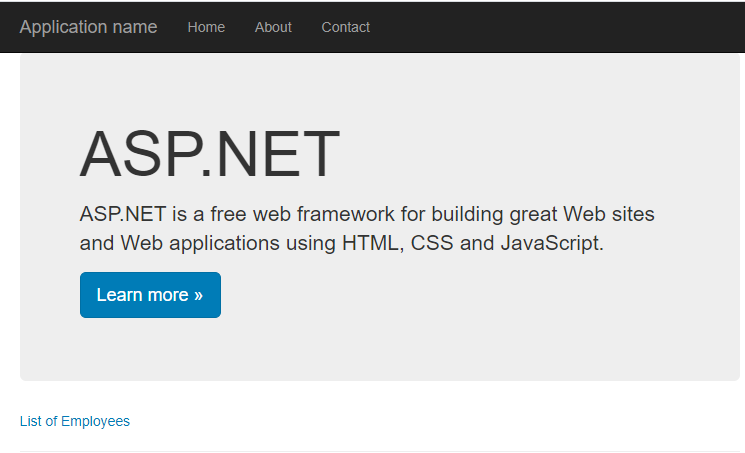 Application name Home About Contact
ASP.NET
ASP.NET is a free web framework for building great Web sites
and Web applications using HTML, CSS and JavaScript.
Learn more »
List of Employees